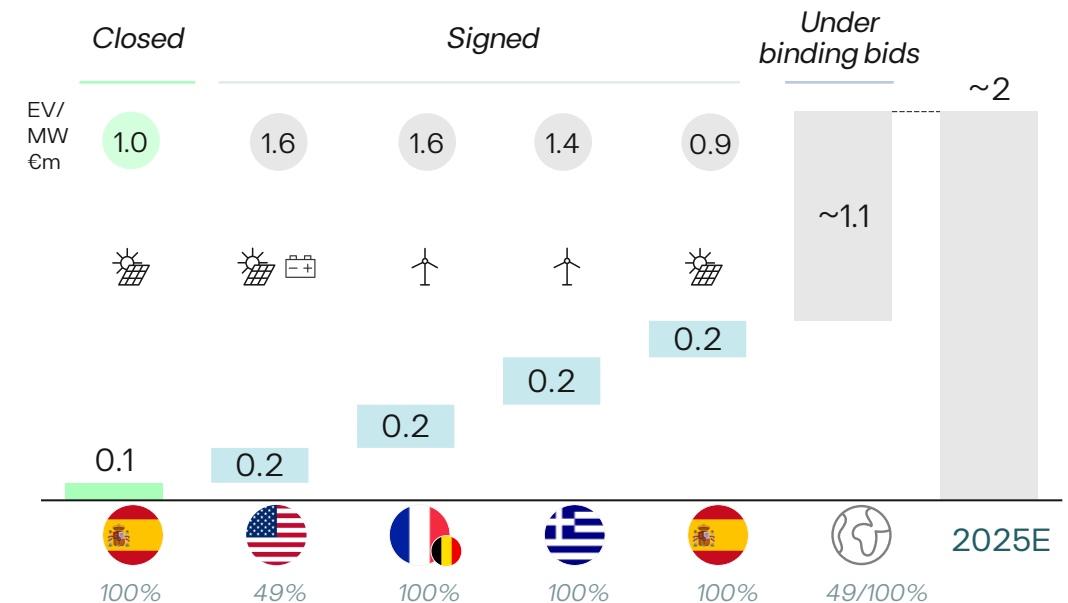 Closed
Signed
Under
binding bids
~2
EV/
MW
€m
1.0
1.6
1.6
1.4
0.9
~1.1
0.2
0.2
0.2
0.2
0.1
2025E
100%
49%
100%
100%
100%
49/100%